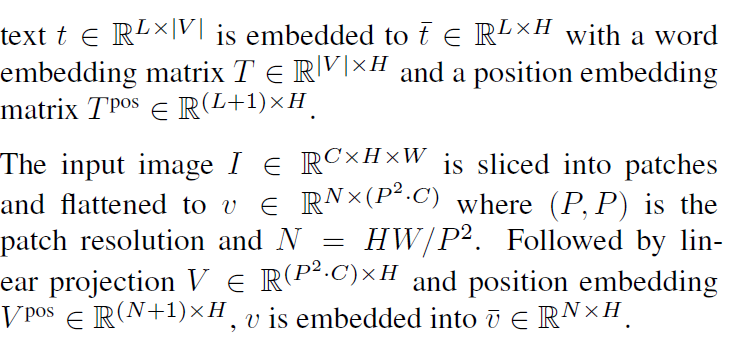 text t ∈ ℝ^{L×|V|} is embedded to t̄ ∈ ℝ^{L×H} with a word
embedding matrix T ∈ ℝ^{|V|×H} and a position embedding
matrix T^{pos} ∈ ℝ^{(L+1)×H}.
The input image I ∈ ℝ^{C×H×W} is sliced into patches
and flattened to v ∈ ℝ^{N×(P²·C)} where (P, P) is the
patch resolution and N = HW/P². Followed by lin-
ear projection V ∈ ℝ^{(P²·C)×H} and position embedding
V^{pos} ∈ ℝ^{(N+1)×H}, v is embedded into v̄ ∈ ℝ^{N×H}.